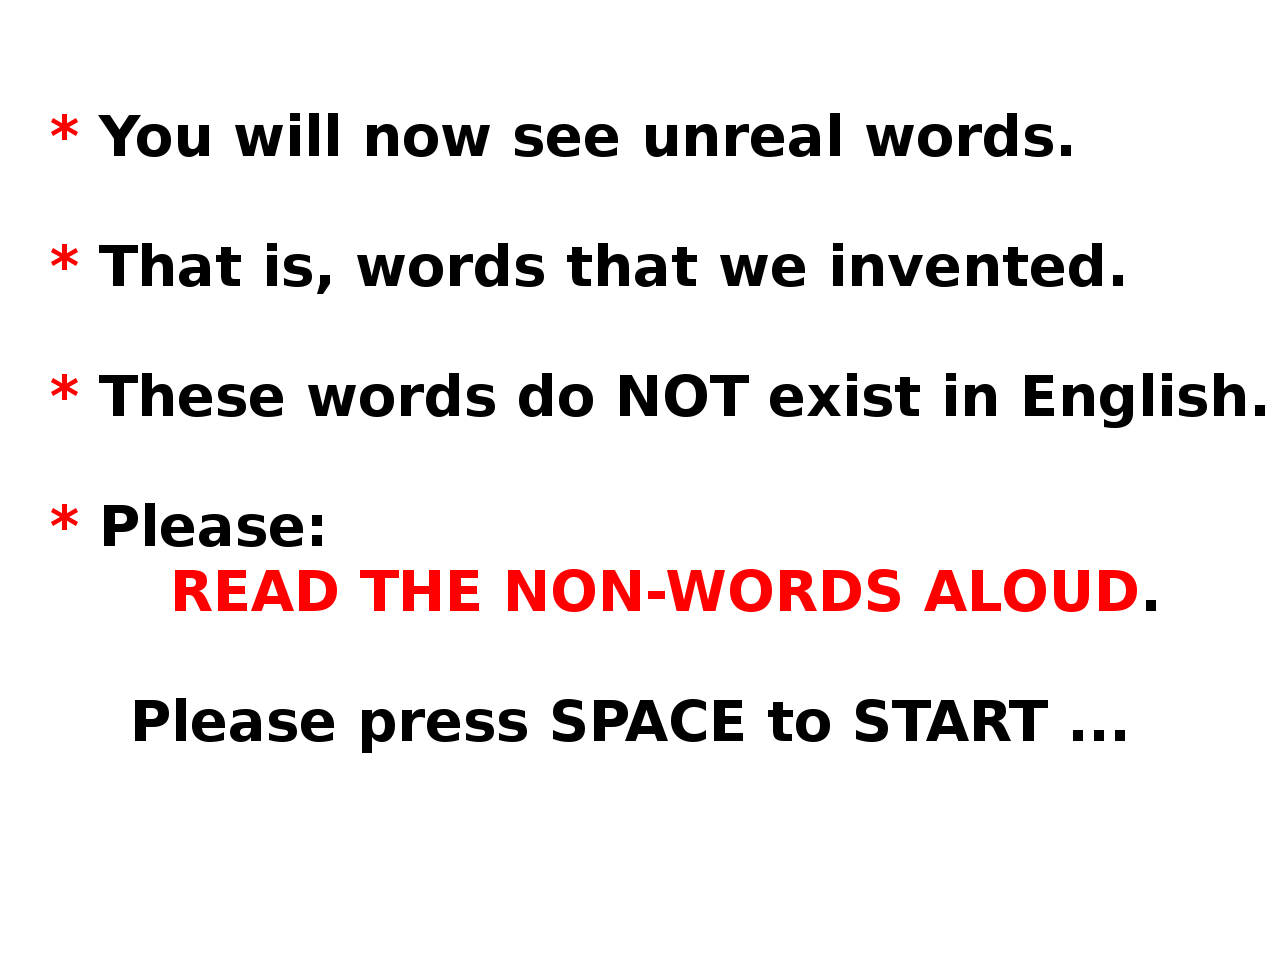 * You will now see unreal words.
* That is, words that we invented.
* These words do NOT exist in English.
* Please:
READ THE NON-WORDS ALOUD.
Please press SPACE to START ...